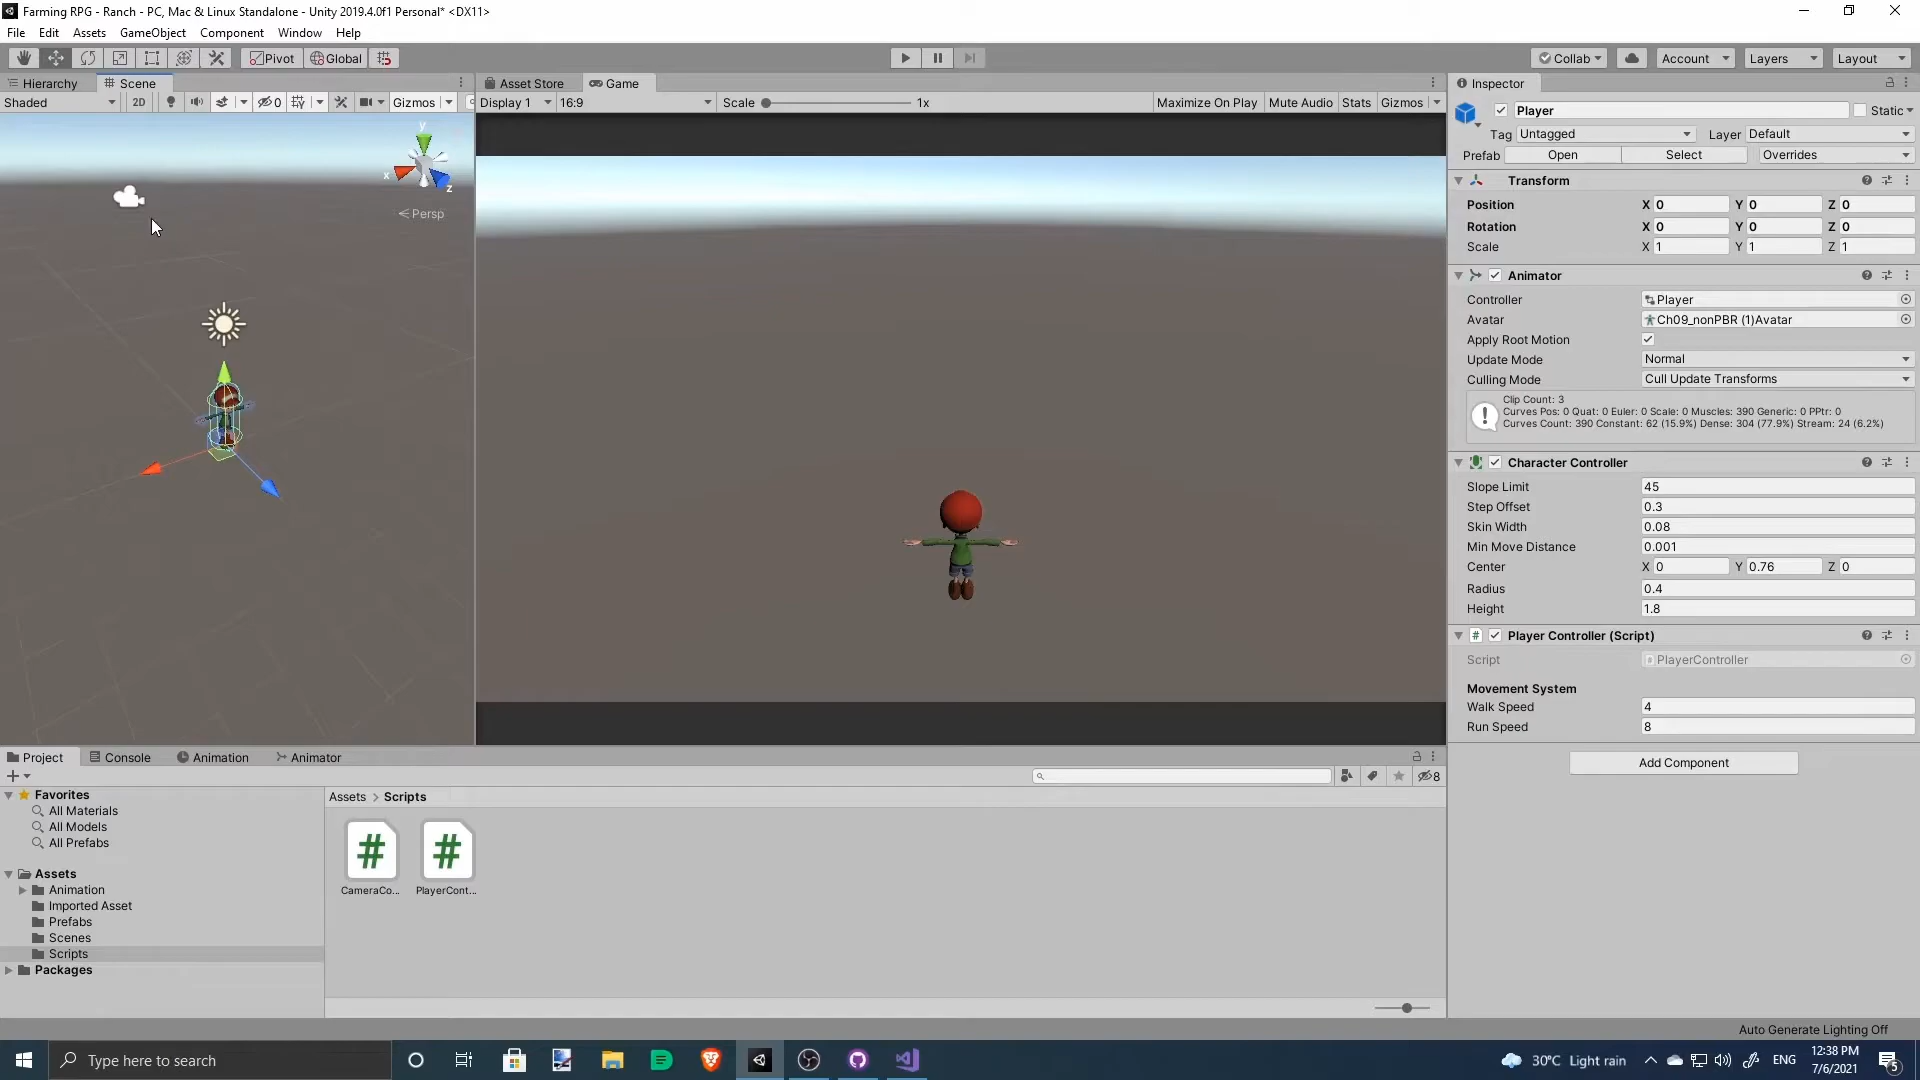 Farming RPG - Ranch - PC, Mac & Linux Standalone - Unity 2019.4.0f1 Personal* <DX11>
File Edit Assets GameObject Component Window Help
Pivot Global Collab Account Layers Layout
Hierarchy Scene Asset Store Game Inspector
Shaded 2D 0 Gizmos Display 1 16:9 Scale 1x Maximize On Play Mute Audio Stats Gizmos
Player Static
Tag Untagged Layer Default
Prefab Open Select Overrides
y
x
z
< Persp
Transform
Position X 0 Y 0 Z 0
Rotation X 0 Y 0 Z 0
Scale X 1 Y 1 Z 1
Animator
Controller Player
Avatar Ch09_nonPBR (1)Avatar
Apply Root Motion
Update Mode Normal
Culling Mode Cull Update Transforms
Clip Count: 3
Curves Pos: 0 Quat: 0 Euler: 0 Scale: 0 Muscles: 390 Generic: 0 PPtr: 0
Curves Count: 390 Constant: 62 (15.9%) Dense: 304 (77.9%) Stream: 24 (6.2%)
Character Controller
Slope Limit 45
Step Offset 0.3
Skin Width 0.08
Min Move Distance 0.001
Center X 0 Y 0.76 Z 0
Radius 0.4
Height 1.8
# Player Controller (Script)
Script PlayerController
Movement System
Walk Speed 4
Run Speed 8
Add Component
Project Console Animation Animator
8
Favorites
All Materials
All Models
All Prefabs
Assets
Animation
Imported Asset
Prefabs
Scenes
Scripts
Packages
Assets > Scripts
# #
CameraCo... PlayerCont...
Auto Generate Lighting Off
Type here to search
30°C Light rain
ENG
12:38 PM
7/6/2021
5